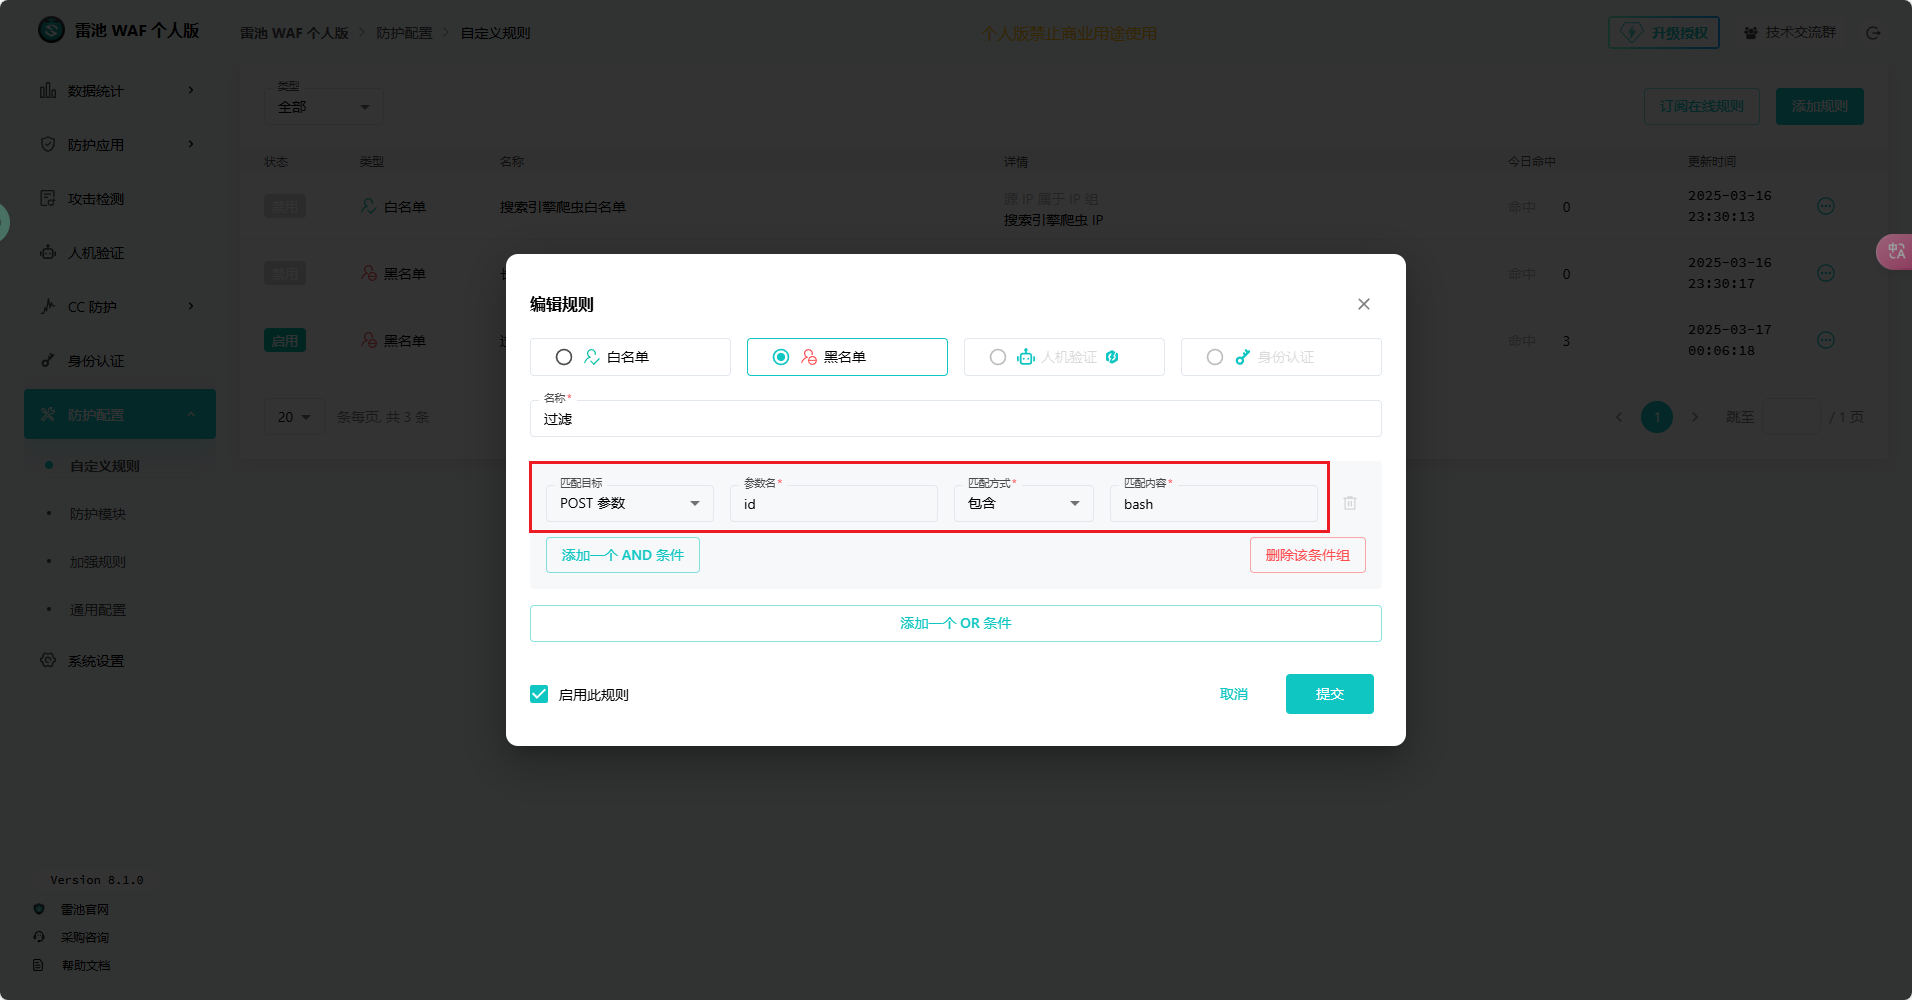 雷池 WAF 个人版
雷池 WAF 个人版 > 防护配置 > 自定义规则
个人版禁止商业用途使用
升级授权
技术交流群
数据统计
防护应用
攻击检测
人机验证
CC 防护
身份认证
防护配置
自定义规则
防护模块
加强规则
通用配置
系统设置
Version 8.1.0
雷池官网
采购咨询
帮助文档
类型
全部
订阅在线规则
添加规则
状态 类型 名称 详情 今日命中 更新时间
禁用 白名单 搜索引擎爬虫白名单 源 IP 属于 IP 组 命中 0 2025-03-16
搜索引擎爬虫 IP 23:30:13
禁用 黑名单 命中 0 2025-03-16
23:30:17
启用 黑名单 命中 3 2025-03-17
00:06:18
20 条每页, 共 3 条
1 跳至 / 1 页
编辑规则
白名单 黑名单 人机验证 身份认证
名称*
过滤
匹配目标 参数名* 匹配方式* 匹配内容*
POST 参数 id 包含 bash
添加一个 AND 条件 删除该条件组
添加一个 OR 条件
启用此规则 取消 提交
中A